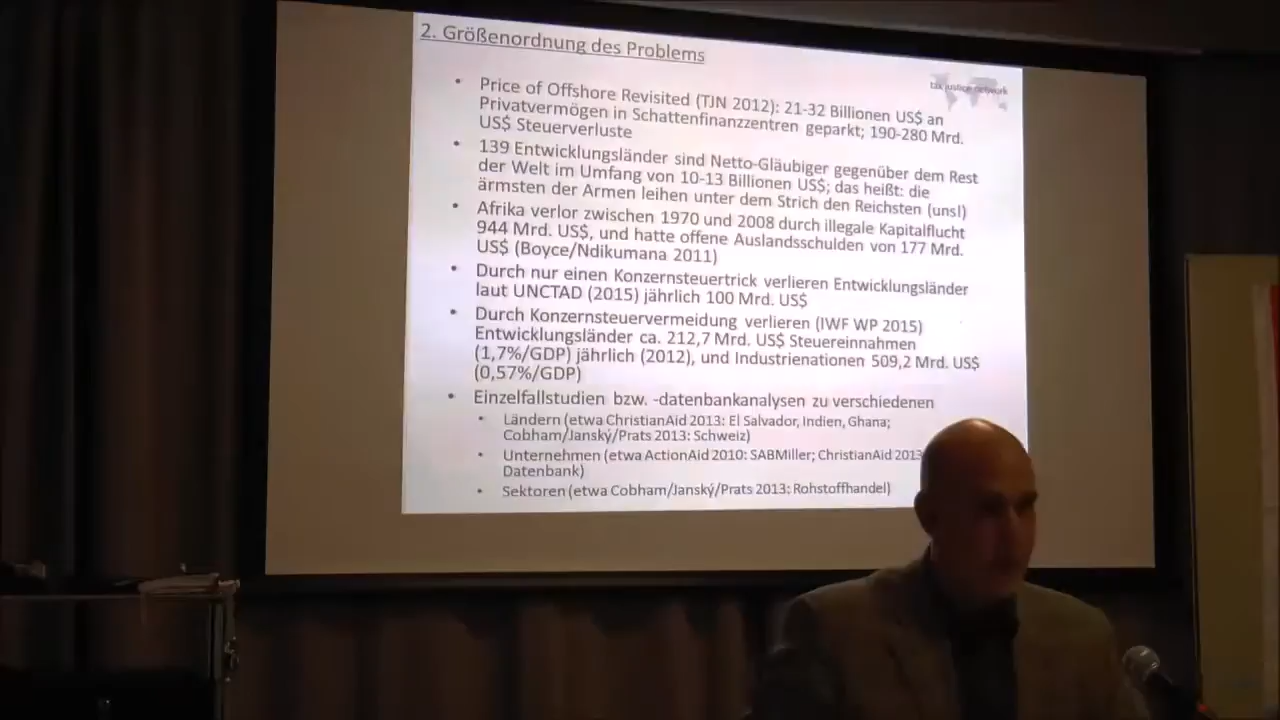 2. Größenordnung des Problems
tax justice network
• Price of Offshore Revisited (TJN 2012): 21-32 Billionen US$ an
Privatvermögen in Schattenfinanzzentren geparkt; 190-280 Mrd.
US$ Steuerverluste
• 139 Entwicklungsländer sind Netto-Gläubiger gegenüber dem Rest
der Welt im Umfang von 10-13 Billionen US$; das heißt: die
ärmsten der Armen leihen unter dem Strich den Reichsten (uns!)
• Afrika verlor zwischen 1970 und 2008 durch illegale Kapitalflucht
944 Mrd. US$, und hatte offene Auslandsschulden von 177 Mrd.
US$ (Boyce/Ndikumana 2011)
• Durch nur einen Konzernsteuertrick verlieren Entwicklungsländer
laut UNCTAD (2015) jährlich 100 Mrd. US$
• Durch Konzernsteuervermeidung verlieren (IWF WP 2015)
Entwicklungsländer ca. 212,7 Mrd. US$ Steuereinnahmen
(1,7%/GDP) jährlich (2012), und Industrienationen 509,2 Mrd. US$
(0,57%/GDP)
• Einzelfallstudien bzw. -datenbankanalysen zu verschiedenen
• Ländern (etwa ChristianAid 2013: El Salvador, Indien, Ghana;
Cobham/Janský/Prats 2013: Schweiz)
• Unternehmen (etwa ActionAid 2010: SABMiller; ChristianAid 2013
Datenbank)
• Sektoren (etwa Cobham/Janský/Prats 2013: Rohstoffhandel)